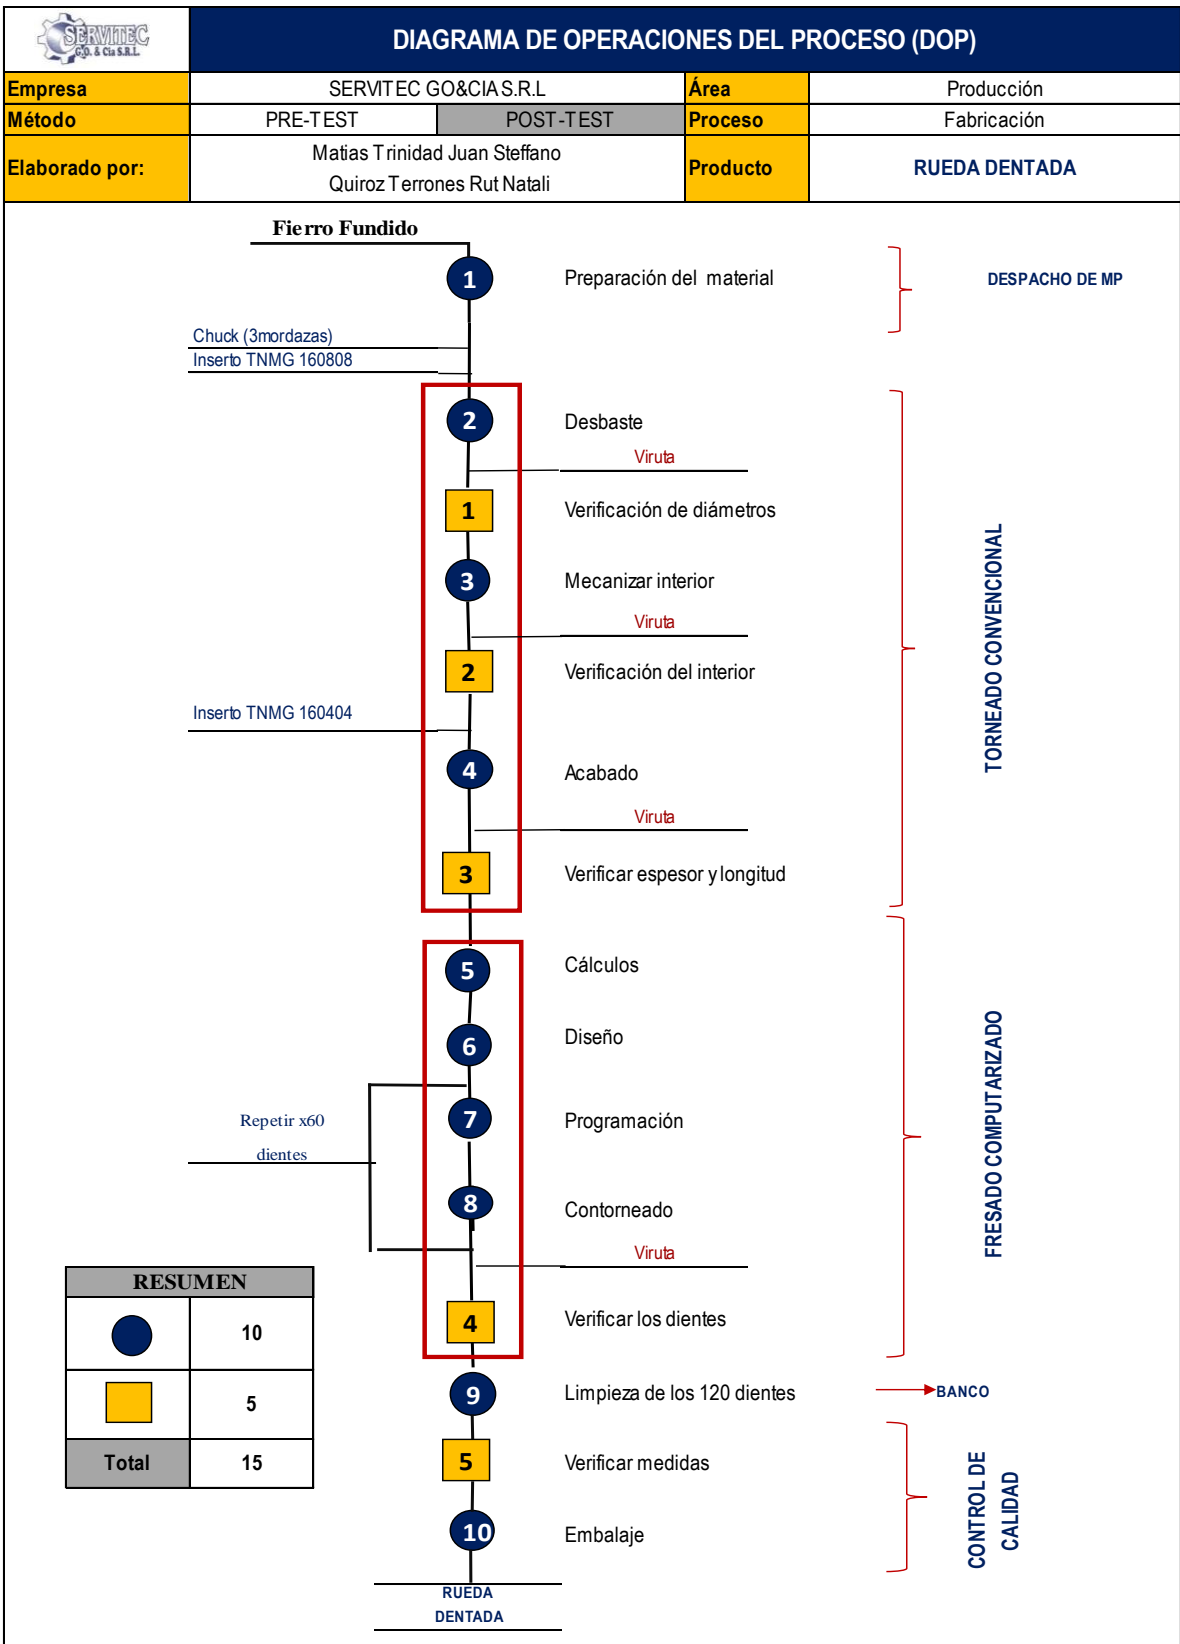 SERVITEC
G.O. & Cia S.R.L.
DIAGRAMA DE OPERACIONES DEL PROCESO (DOP)
Empresa SERVITEC GO&CIA S.R.L Área Producción
Método PRE-TEST POST-TEST Proceso Fabricación
Elaborado por: Matias Trinidad Juan Steffano
Quiroz Terrones Rut Natali
Producto RUEDA DENTADA
Fierro Fundido
1 Preparación del material DESPACHO DE MP
Chuck (3mordazas)
Inserto TNMG 160808
2 Desbaste
Viruta
1 Verificación de diámetros
3 Mecanizar interior
Viruta
2 Verificación del interior
TORNEADO CONVENCIONAL
Inserto TNMG 160404
4 Acabado
Viruta
3 Verificar espesor y longitud
5 Cálculos
6 Diseño
Repetir x60
dientes
7 Programación
FRESADO COMPUTARIZADO
8 Contorneado
Viruta
4 Verificar los dientes
RESUMEN
10
5
Total 15
9 Limpieza de los 120 dientes BANCO
5 Verificar medidas
10 Embalaje
CONTROL DE
CALIDAD
RUEDA
DENTADA